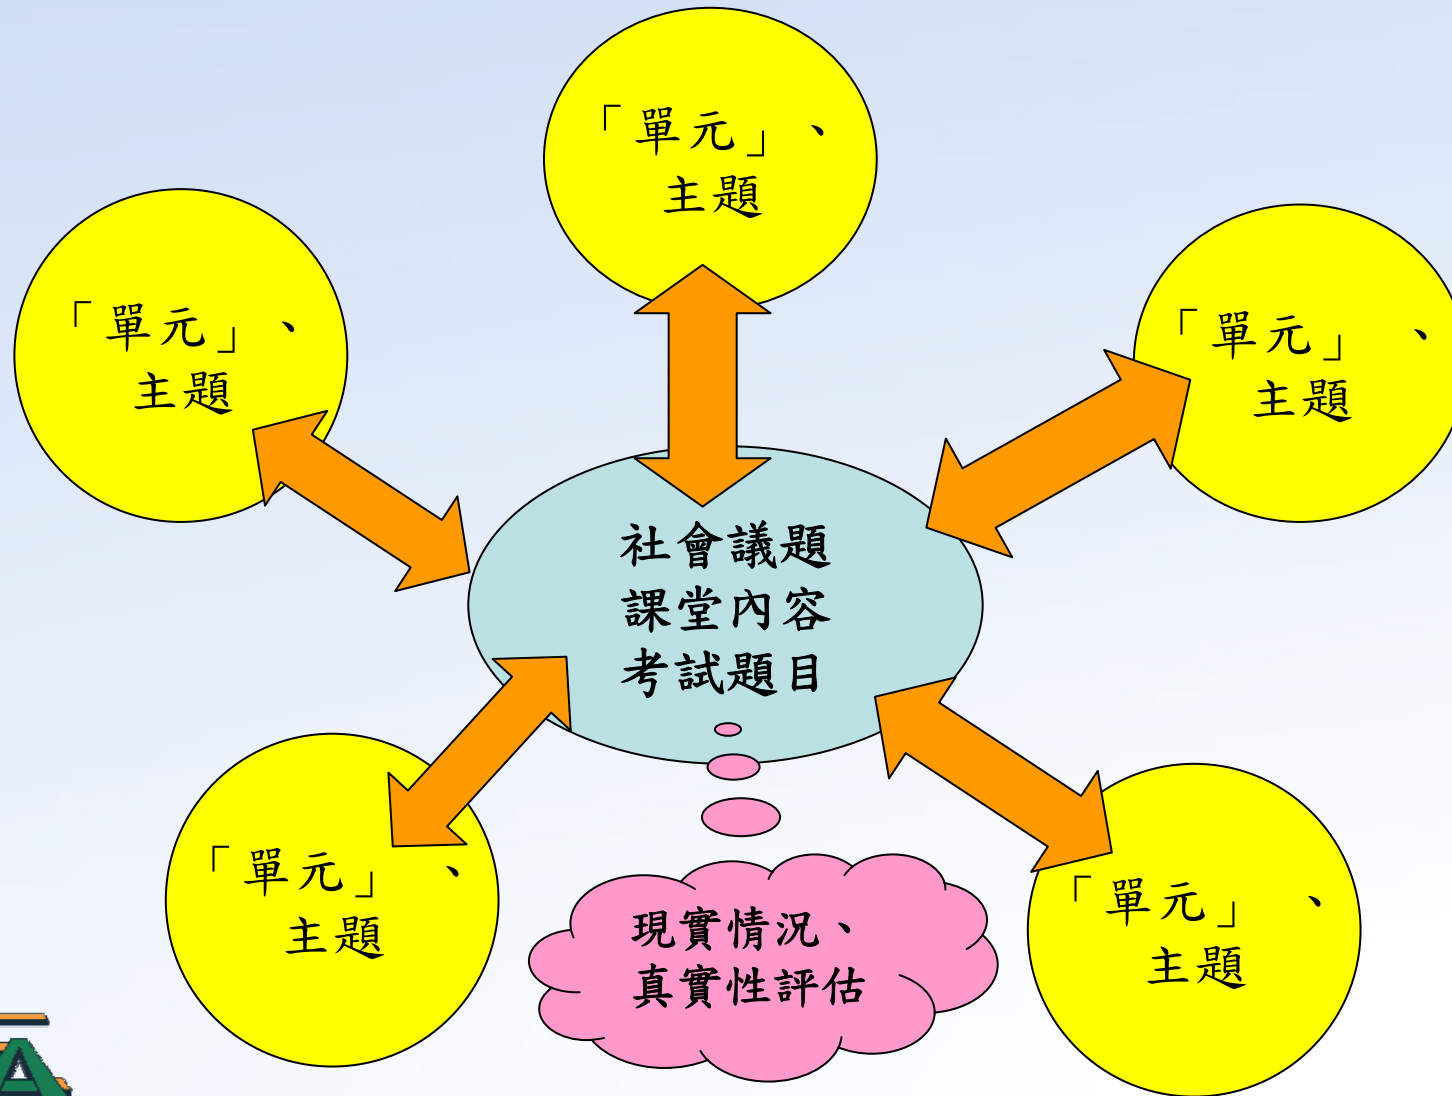 「單元」、
主題
「單元」、
主題
「單元」、
主題
社會議題
課堂內容
考試題目
「單元」、
主題
「單元」、
主題
現實情況、
真實性評估
A